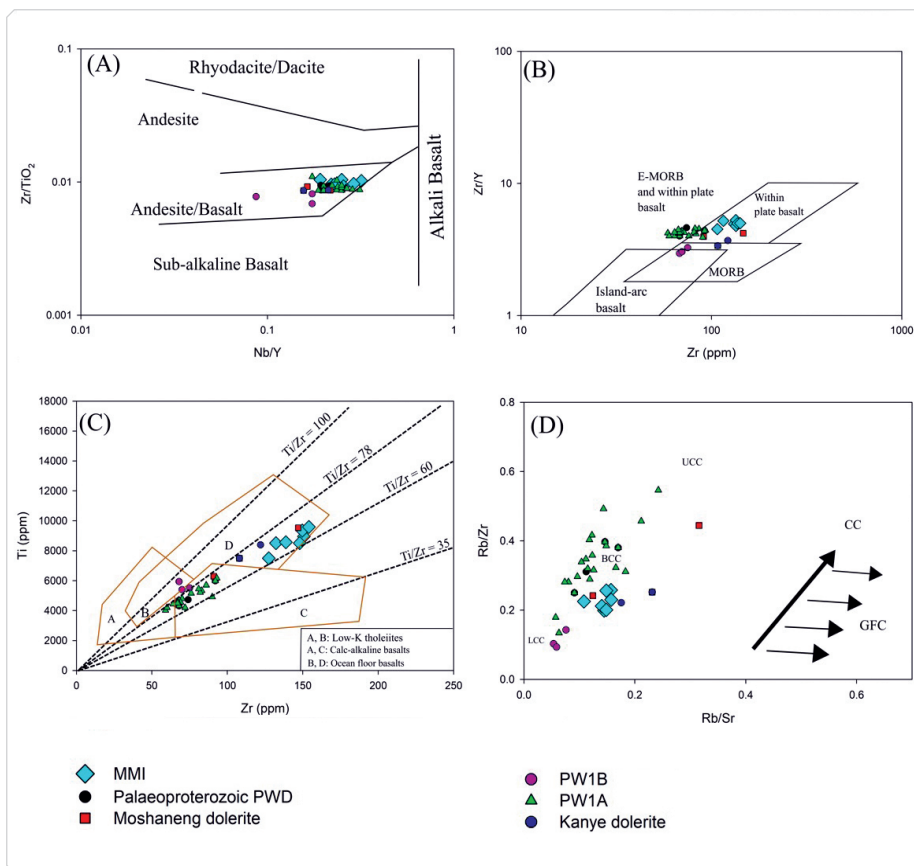 (A)
0.1
0.01
0.001
Zr/TiO2
Rhyodacite/Dacite
Andesite
Andesite/Basalt
Sub-alkaline Basalt
Alkali Basalt
0.01
0.1
1
Nb/Y
(B)
100
10
1
Zr/Y
E-MORB
and within plate
basalt
Within
plate basalt
MORB
Island-arc
basalt
10
100
1000
Zr (ppm)
(C)
18000
16000
14000
12000
10000
8000
6000
4000
2000
0
Ti (ppm)
Ti/Zr = 100
Ti/Zr = 78
Ti/Zr = 60
Ti/Zr = 35
A
B
D
C
A, B: Low-K tholeiites
A, C: Calc-alkaline basalts
B, D: Ocean floor basalts
0
50
100
150
200
250
Zr (ppm)
(D)
0.8
0.6
0.4
0.2
0.0
Rb/Zr
UCC
BCC
LCC
CC
GFC
0.0
0.2
0.4
0.6
Rb/Sr
MMI
Palaeoproterozoic PWD
Moshaneng dolerite
PW1B
PW1A
Kanye dolerite